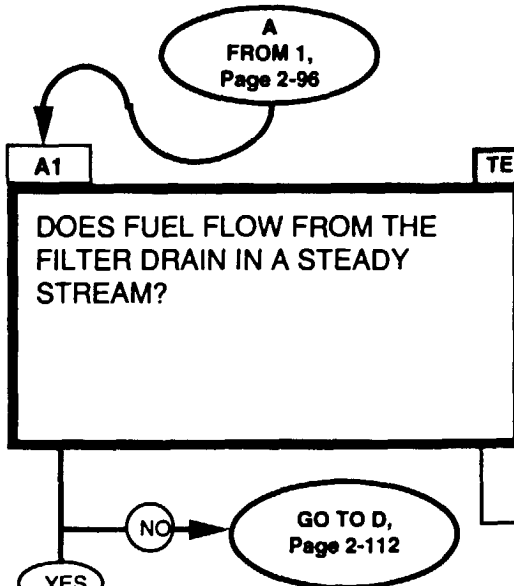 A
FROM 1,
Page 2-96
A1
TE
DOES FUEL FLOW FROM THE
FILTER DRAIN IN A STEADY
STREAM?
NO
GO TO D,
Page 2-112
YES